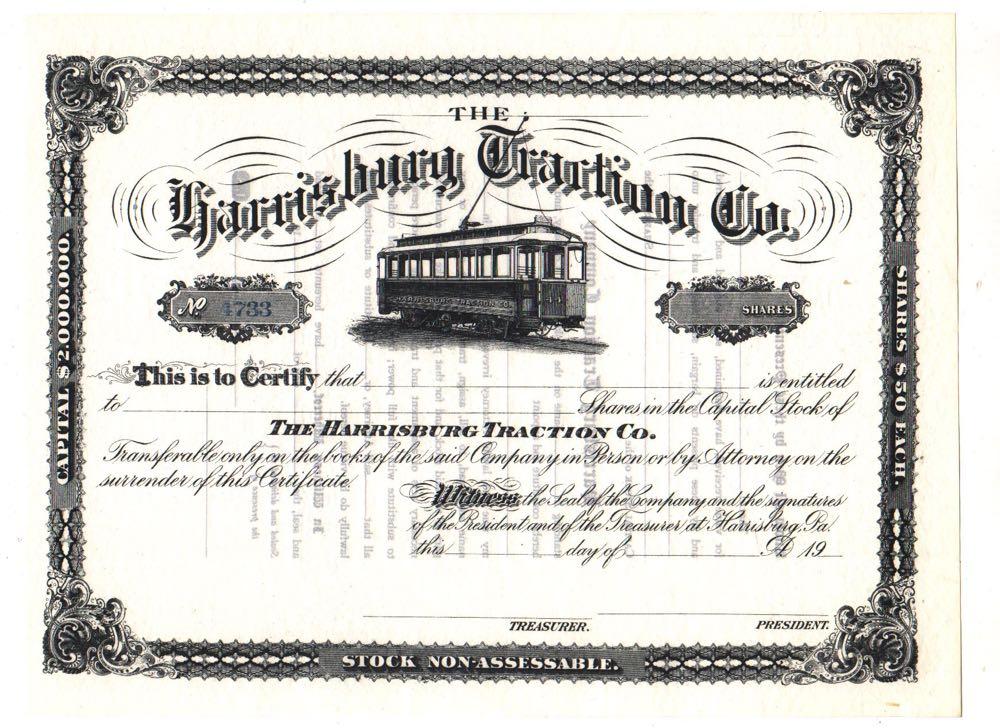 THE
Harrisburg Traction Co.
HARRISBURG TRACTION CO.
No 4733
SHARES
CAPITAL $2.000.000.
SHARES $50 EACH.
This is to Certify that is entitled
to Shares in the Capital Stock of
THE HARRISBURG TRACTION CO.
Transferable only on the books of the said Company in Person or by Attorney on the
surrender of this Certificate.
Witness the Seal of the Company and the signatures
of the President and of the Treasurer at Harrisburg, Pa.
this day of A 19
TREASURER.
PRESIDENT.
STOCK NON-ASSESSABLE.